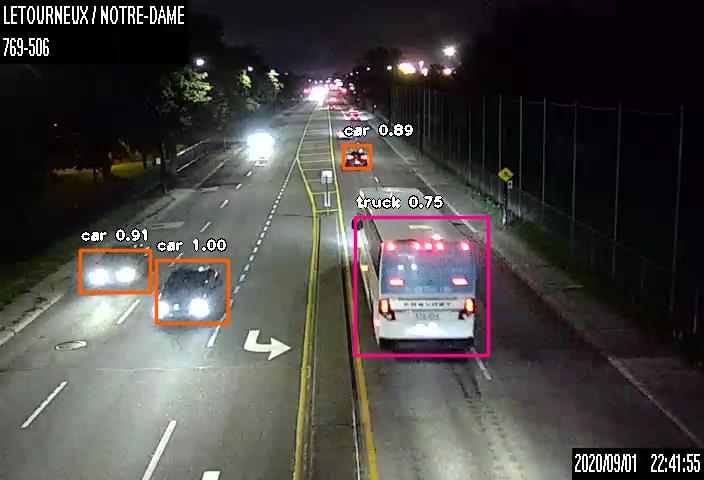 LETOURNEUX / NOTRE-DAME
769-506
car 0.89
truck 0.75
car 0.91
car 1.00
PREVOST
2020/09/01 22:41:55